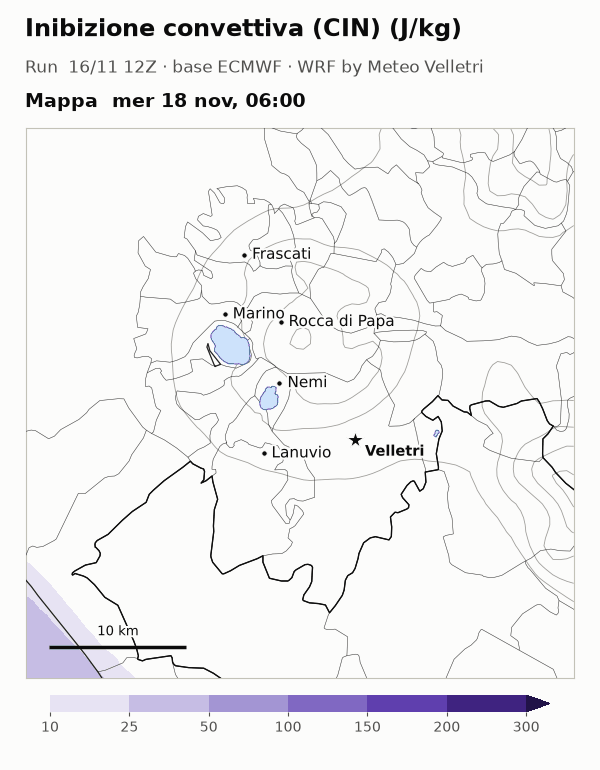 Inibizione convettiva (CIN) (J/kg)
Run  16/11 12Z · base ECMWF · WRF by Meteo Velletri
Mappa  mer 18 nov, 06:00
Frascati
Marino
Rocca di Papa
Nemi
Velletri
Lanuvio
10 km
10 25 50 100 150 200 300